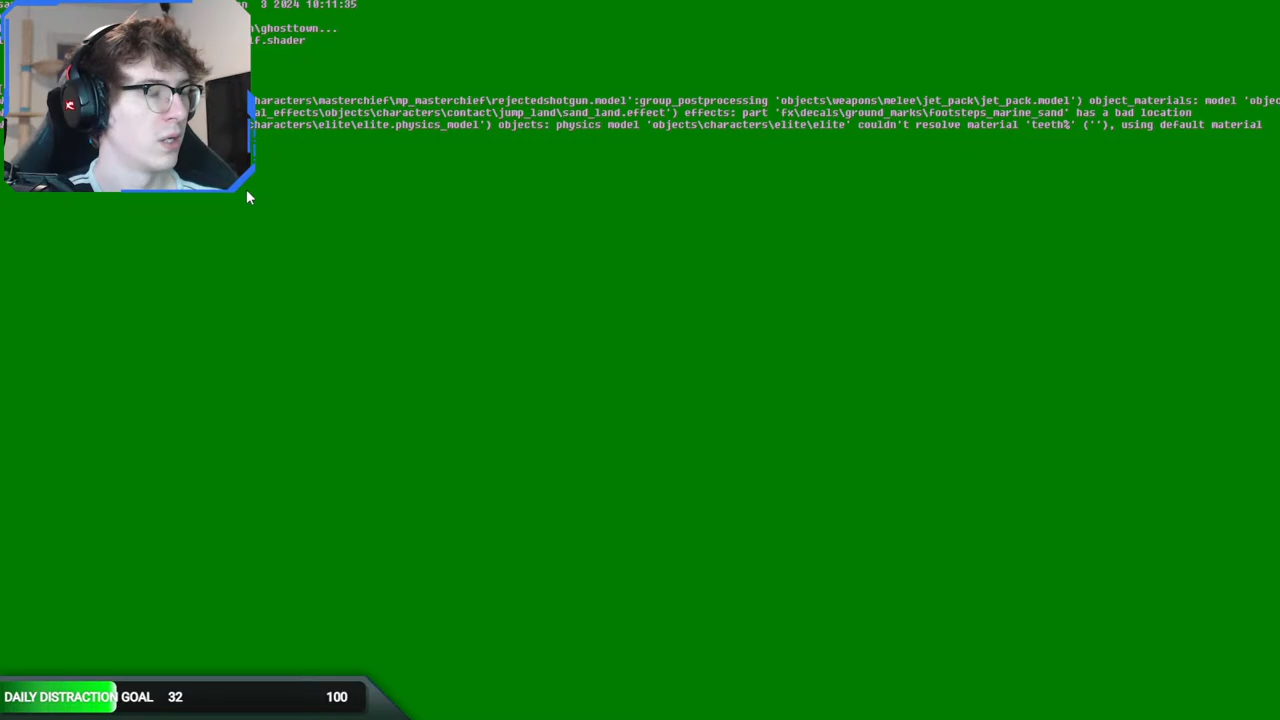 3 2024 10:11:35
\ghosttown...
lf.shader
haracters\masterchief\mp_masterchief\rejectedshotgun.model':group_postprocessing 'objects\weapons\melee\jet_pack\jet_pack.model') object_materials: model 'objec
al_effects\objects\characters\contact\jump_land\sand_land.effect') effects: part 'fx\decals\ground_marks\footsteps_marine_sand' has a bad location
characters\elite\elite.physics_model') objects: physics model 'objects\characters\elite\elite' couldn't resolve material 'teeth%' (''), using default material
DAILY DISTRACTION GOAL 32 100